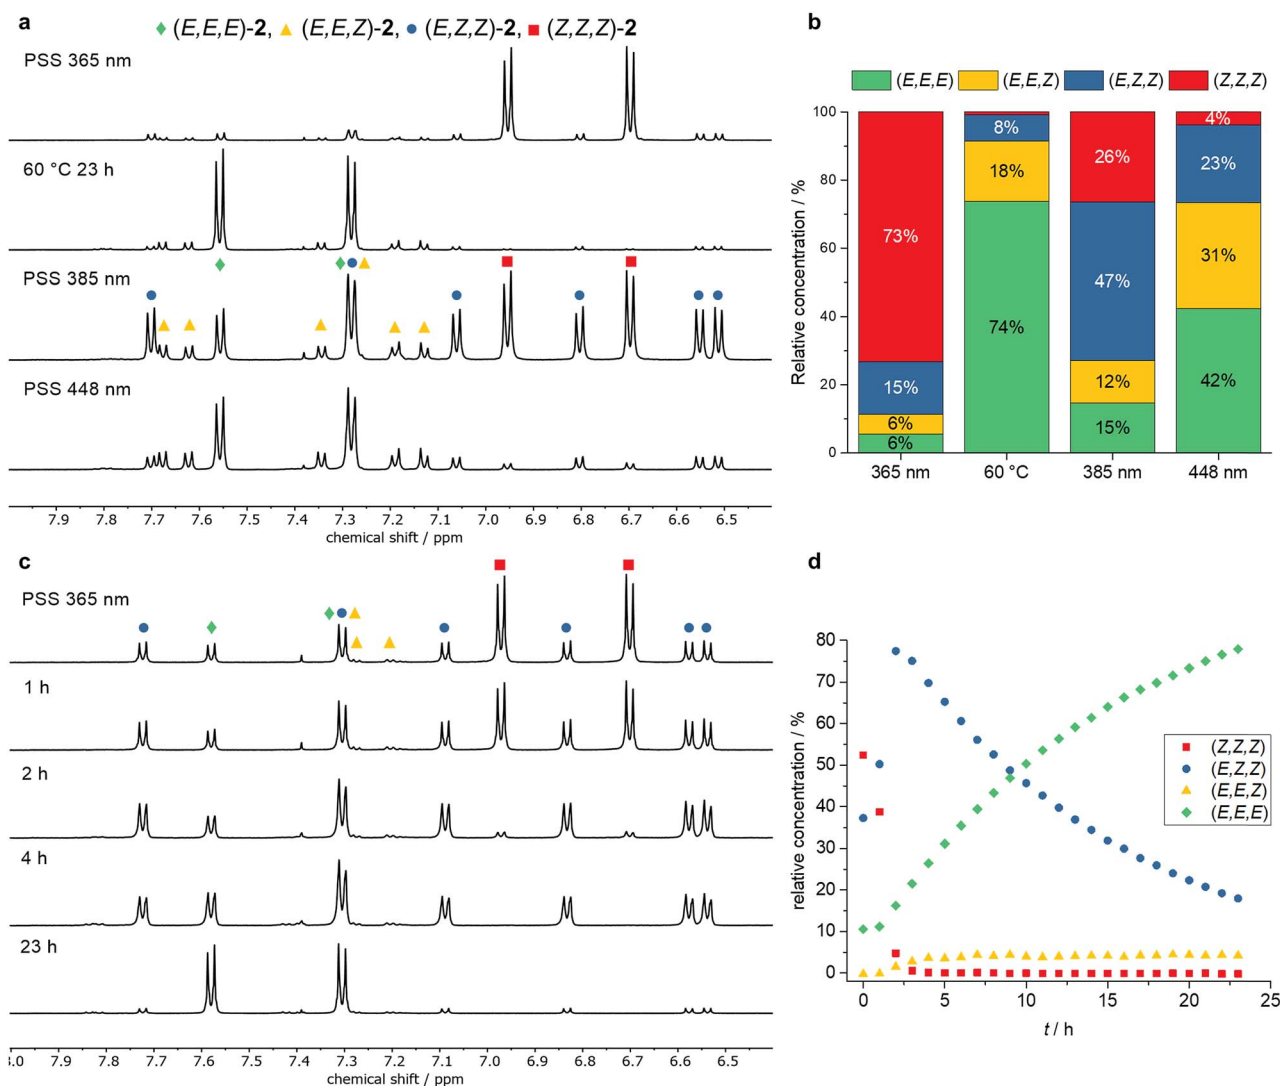 a
(E,E,E)-2, (E,E,Z)-2, (E,Z,Z)-2, (Z,Z,Z)-2
PSS 365 nm
60 °C 23 h
PSS 385 nm
PSS 448 nm
7.9 7.8 7.7 7.6 7.5 7.4 7.3 7.2 7.1 7.0 6.9 6.8 6.7 6.6 6.5
chemical shift / ppm
b
(E,E,E) (E,E,Z) (E,Z,Z) (Z,Z,Z)
Relative concentration / %
100
80
60
40
20
0
73%
15%
6%
6%
8%
18%
74%
26%
47%
12%
15%
4%
23%
31%
42%
365 nm 60 °C 385 nm 448 nm
c
PSS 365 nm
1 h
2 h
4 h
23 h
8.0 7.9 7.8 7.7 7.6 7.5 7.4 7.3 7.2 7.1 7.0 6.9 6.8 6.7 6.6 6.5
chemical shift / ppm
d
relative concentration / %
80
70
60
50
40
30
20
10
0
(Z,Z,Z)
(E,Z,Z)
(E,E,Z)
(E,E,E)
0 5 10 15 20 25
t / h